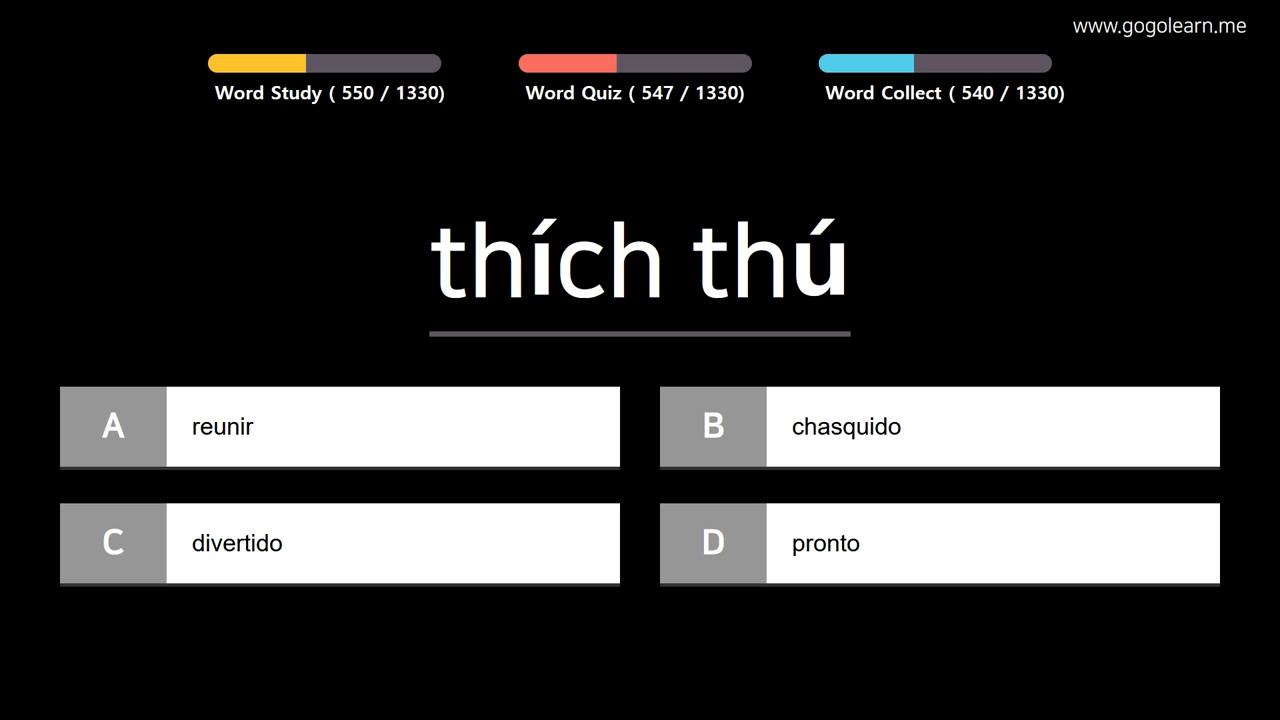 www.gogolearn.me
Word Study ( 550 / 1330)
Word Quiz ( 547 / 1330)
Word Collect ( 540 / 1330)
thích thú
A reunir
B chasquido
C divertido
D pronto